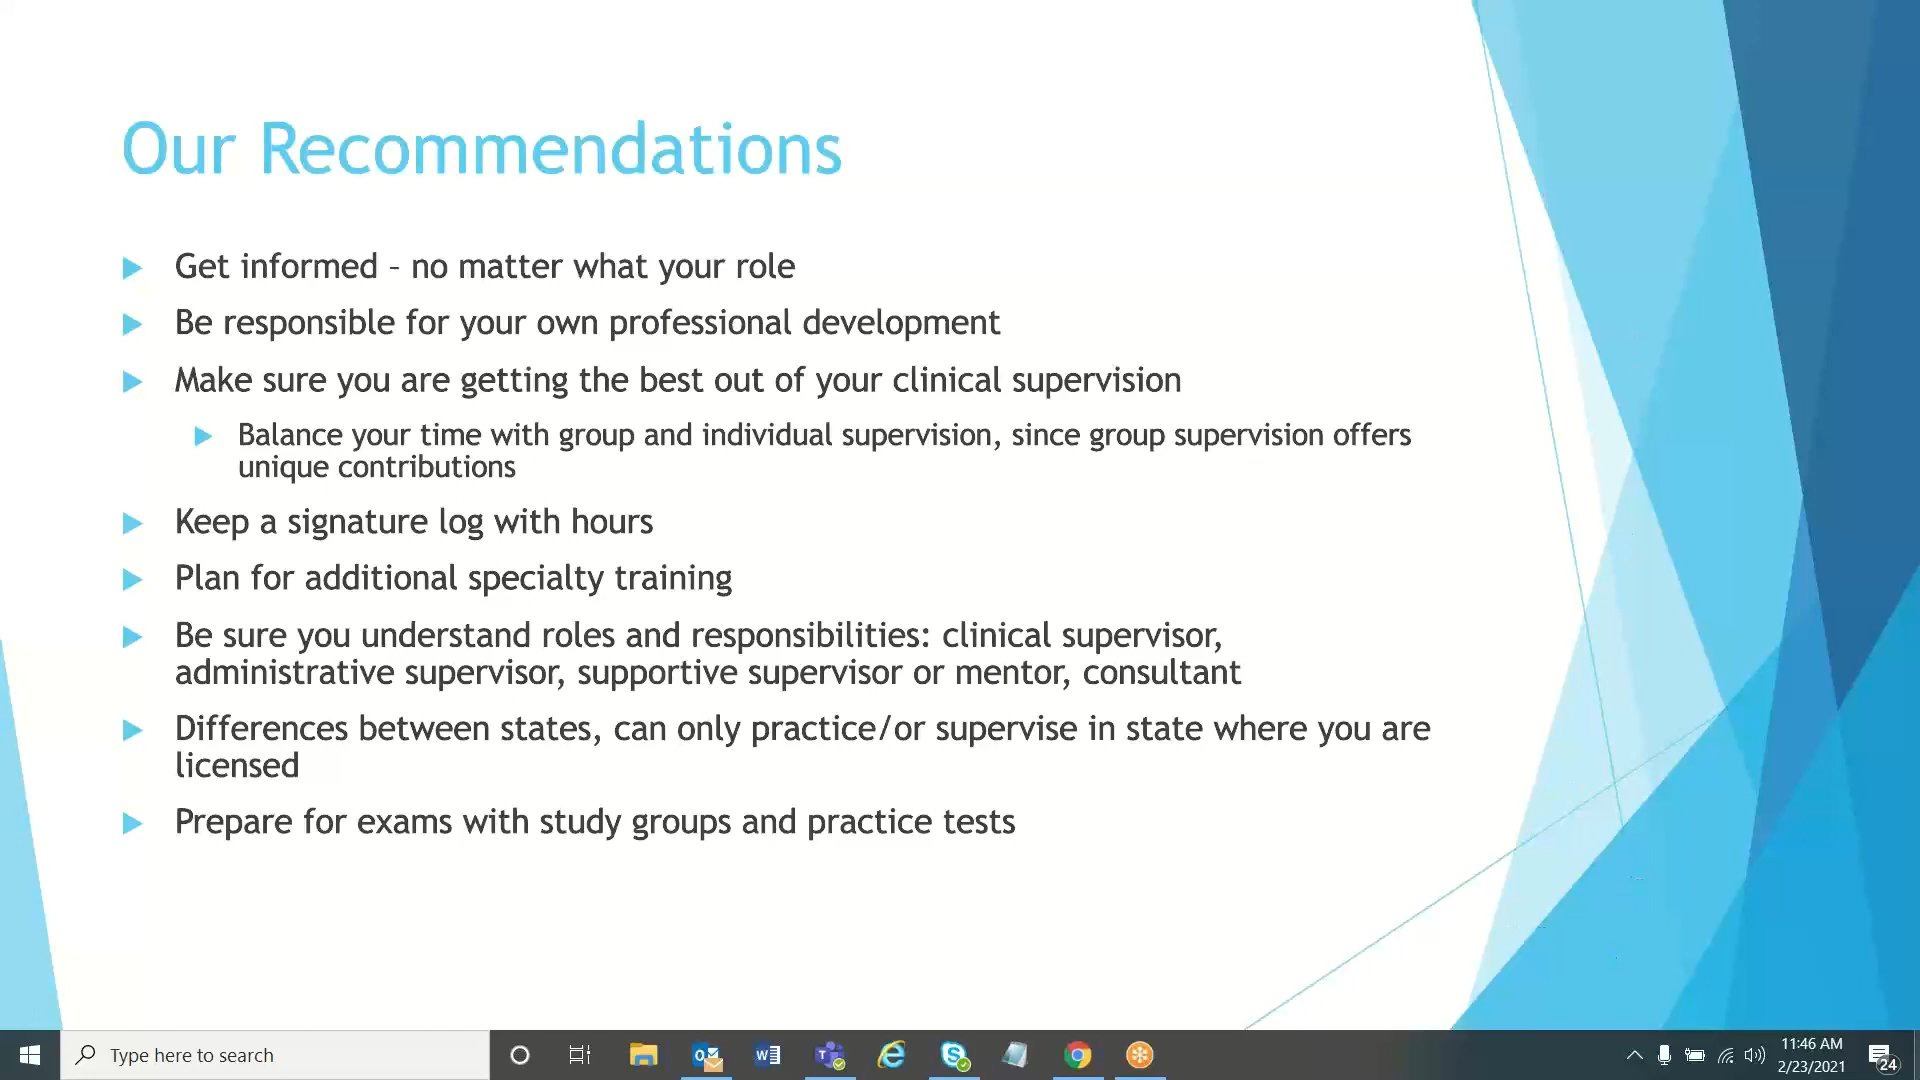 Our Recommendations
Get informed – no matter what your role
Be responsible for your own professional development
Make sure you are getting the best out of your clinical supervision
Balance your time with group and individual supervision, since group supervision offers
unique contributions
Keep a signature log with hours
Plan for additional specialty training
Be sure you understand roles and responsibilities: clinical supervisor,
administrative supervisor, supportive supervisor or mentor, consultant
Differences between states, can only practice/or supervise in state where you are
licensed
Prepare for exams with study groups and practice tests
Type here to search
11:46 AM
2/23/2021
24